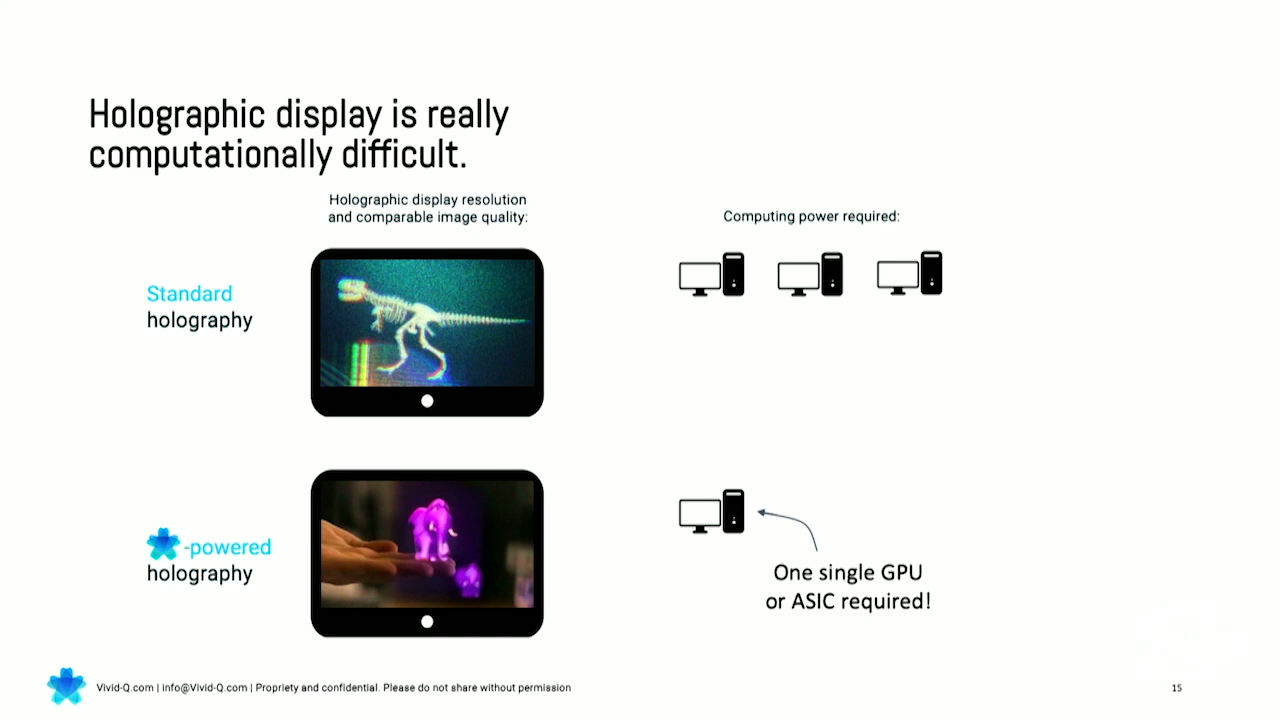 Holographic display is really
computationally difficult.
Holographic display resolution
and comparable image quality:
Computing power required:
Standard
holography
-powered
holography
One single GPU
or ASIC required!
Vivid-Q.com | info@Vivid-Q.com | Propriety and confidential. Please do not share without permission
15